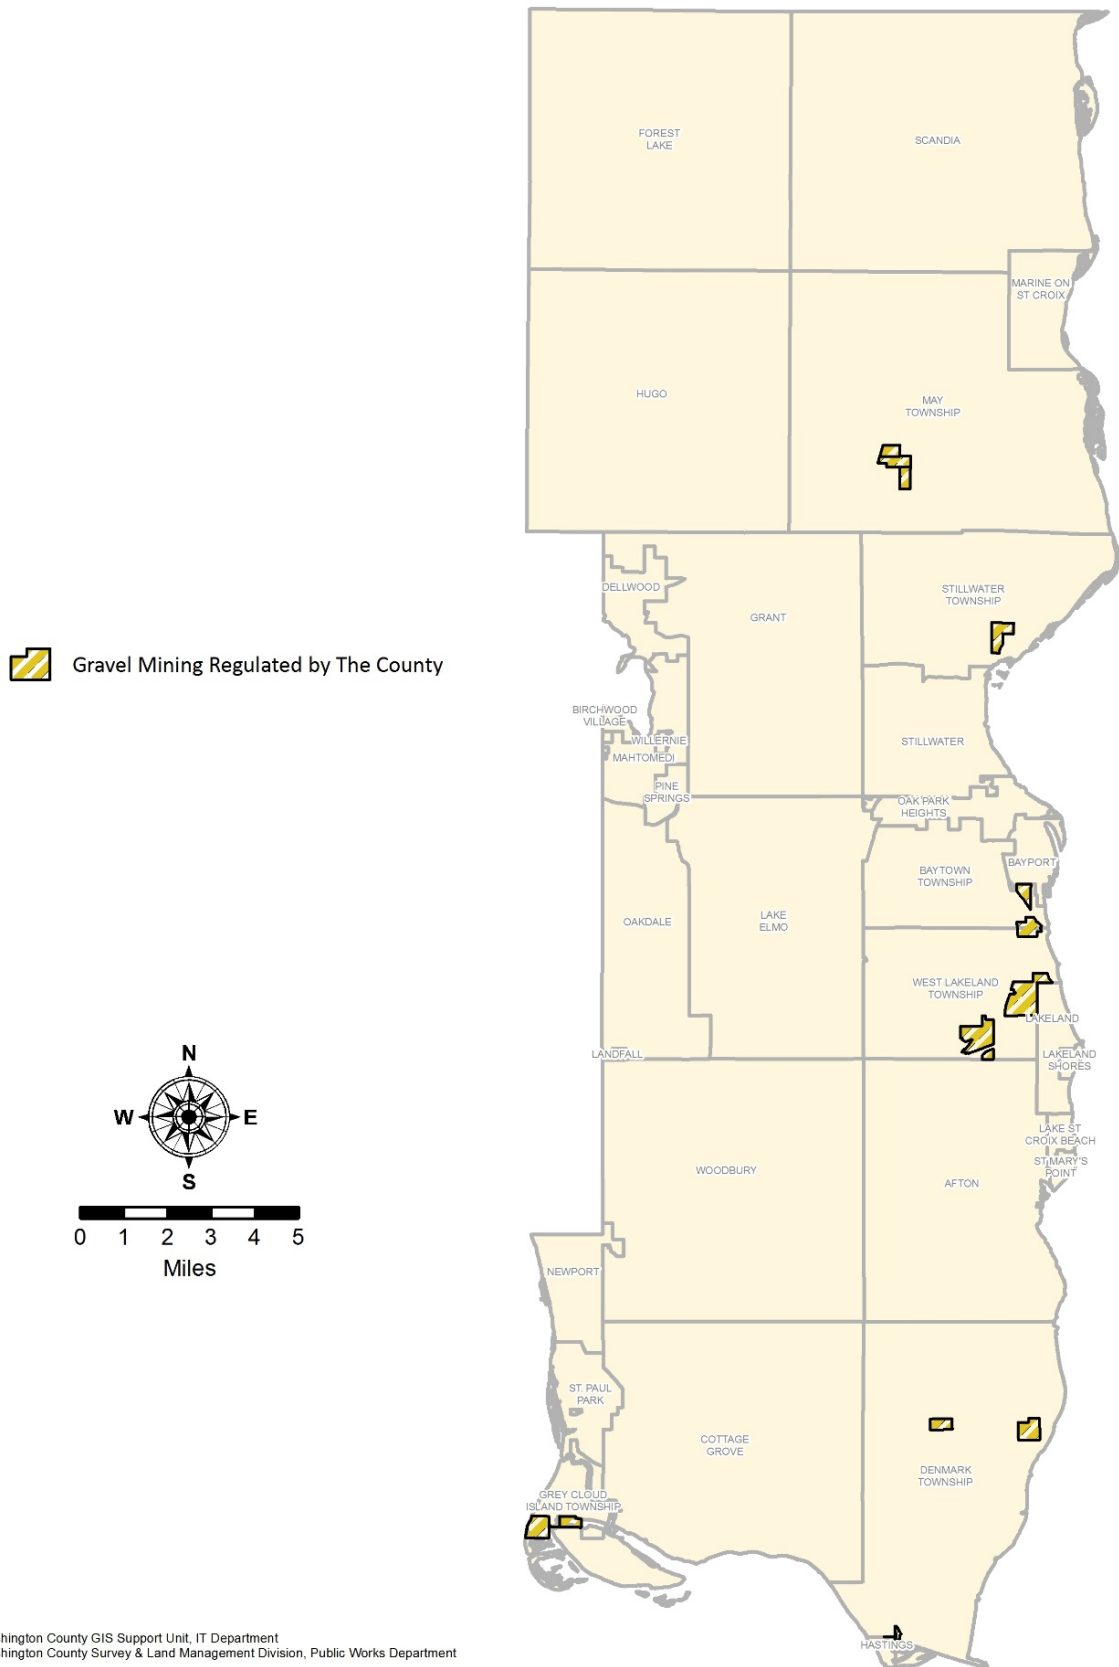 FOREST
LAKE
SCANDIA
MARINE ON
ST CROIX
HUGO
MAY
TOWNSHIP
DELLWOOD
GRANT
STILLWATER
TOWNSHIP
Gravel Mining Regulated by The County
BIRCHWOOD
VILLAGE
WILLERNIE
MAHTOMEDI
STILLWATER
PINE
SPRINGS
OAK PARK
HEIGHTS
BAYPORT
BAYTOWN
TOWNSHIP
OAKDALE
LAKE
ELMO
WEST LAKELAND
TOWNSHIP
LAKELAND
LANDFALL
LAKELAND
SHORES
N
W E
S
LAKE ST
CROIX BEACH
ST MARY'S
POINT
WOODBURY
AFTON
0 1 2 3 4 5
Miles
NEWPORT
ST. PAUL
PARK
COTTAGE
GROVE
DENMARK
TOWNSHIP
GREY CLOUD
ISLAND TOWNSHIP
HASTINGS
hington County GIS Support Unit, IT Department
hington County Survey & Land Management Division, Public Works Department